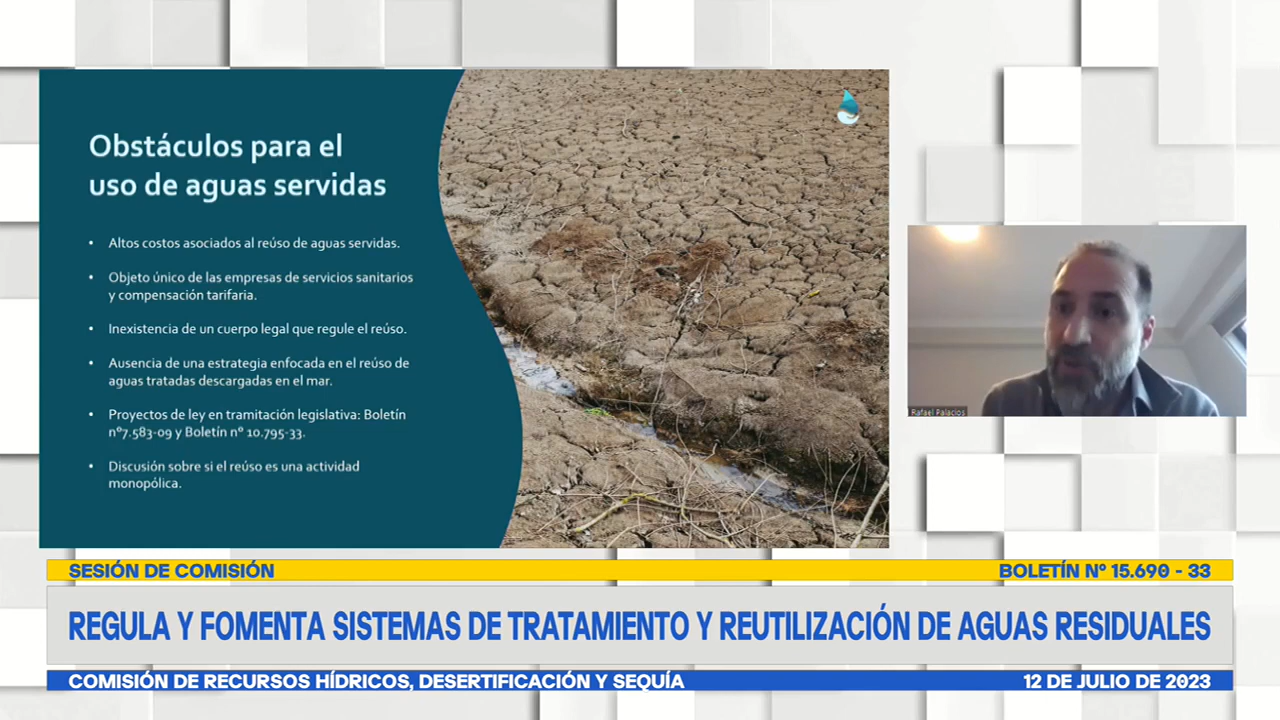 Obstáculos para el
uso de aguas servidas
• Altos costos asociados al reúso de aguas servidas.
• Objeto único de las empresas de servicios sanitarios
y compensación tarifaria.
• Inexistencia de un cuerpo legal que regule el reúso.
• Ausencia de una estrategia enfocada en el reúso de
aguas tratadas descargadas en el mar.
• Proyectos de ley en tramitación legislativa: Boletín
nº7.583-09 y Boletín nº 10.795-33.
• Discusión sobre si el reúso es una actividad
monopólica.
Rafael Palacios
SESIÓN DE COMISIÓN
BOLETÍN Nº 15.690 - 33
REGULA Y FOMENTA SISTEMAS DE TRATAMIENTO Y REUTILIZACIÓN DE AGUAS RESIDUALES
COMISIÓN DE RECURSOS HÍDRICOS, DESERTIFICACIÓN Y SEQUÍA
12 DE JULIO DE 2023